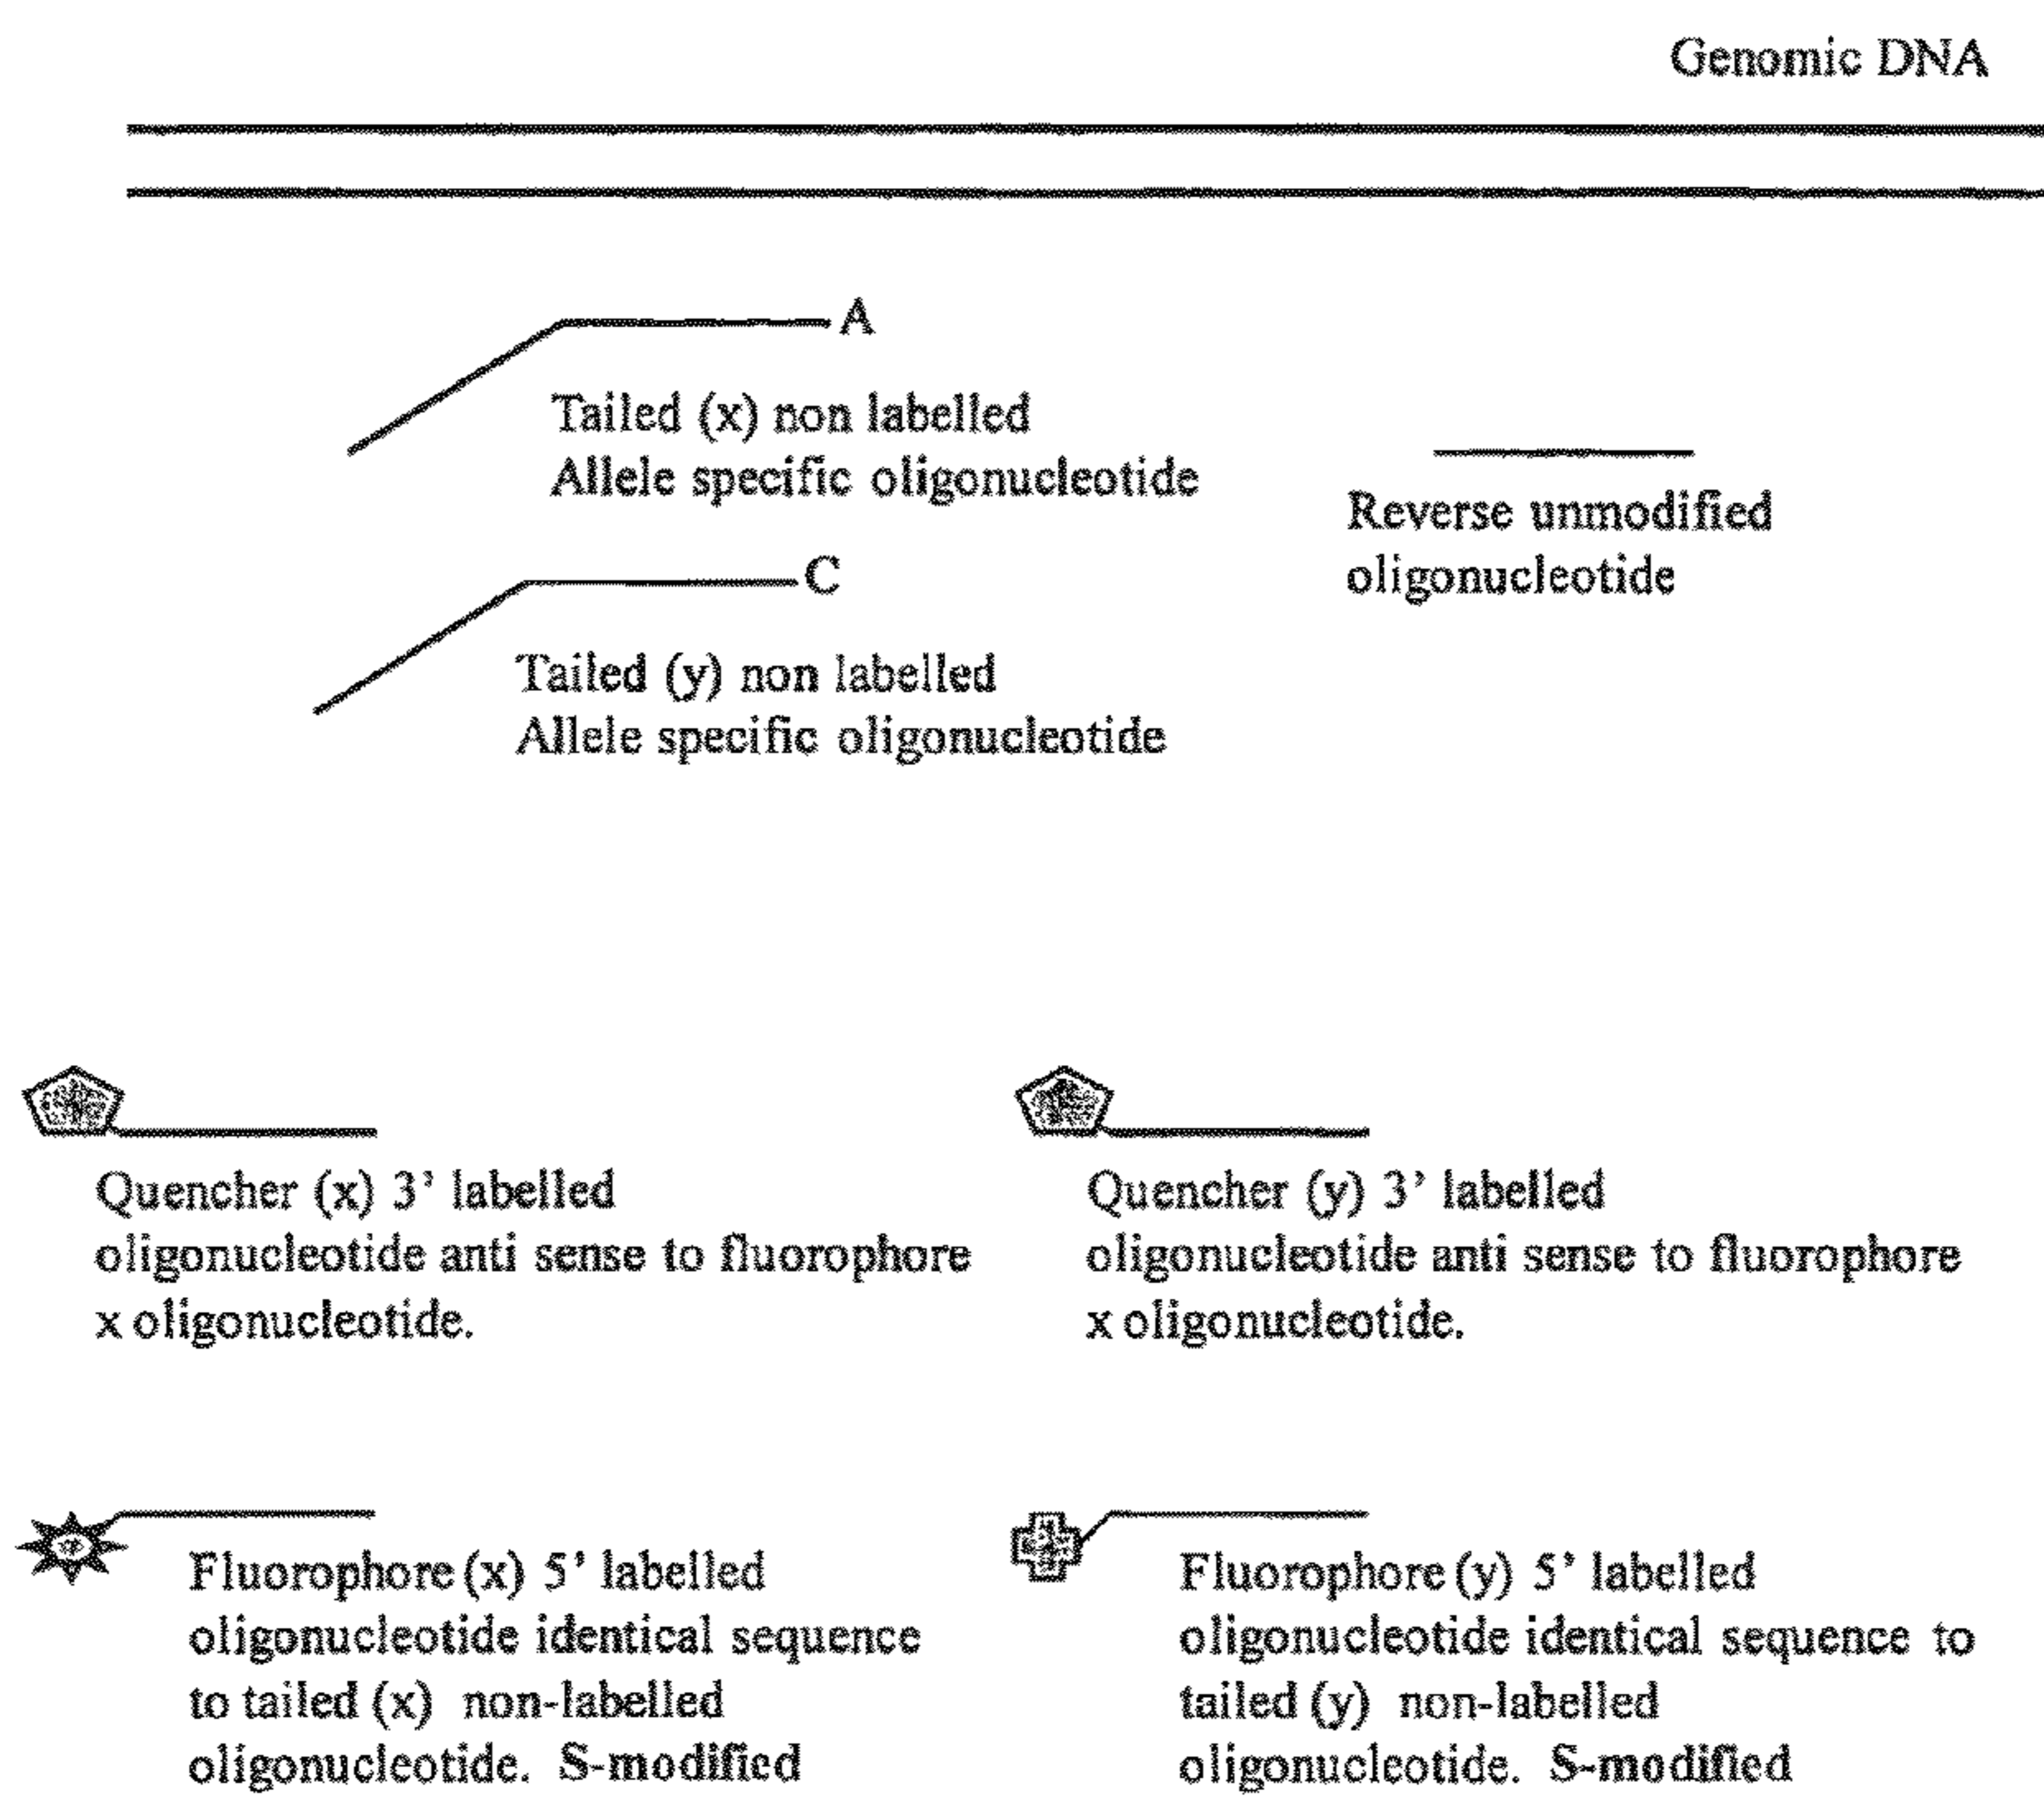 Genomic DNA
A
Tailed (x) non labelled
Allele specific oligonucleotide
Reverse unmodified
oligonucleotide
C
Tailed (y) non labelled
Allele specific oligonucleotide
Quencher (x) 3’ labelled
oligonucleotide anti sense to fluorophore
x oligonucleotide.
Quencher (y) 3’ labelled
oligonucleotide anti sense to fluorophore
x oligonucleotide.
Fluorophore (x) 5’ labelled
oligonucleotide identical sequence
to tailed (x) non-labelled
oligonucleotide. S-modified
Fluorophore (y) 5’ labelled
oligonucleotide identical sequence to
tailed (y) non-labelled
oligonucleotide. S-modified